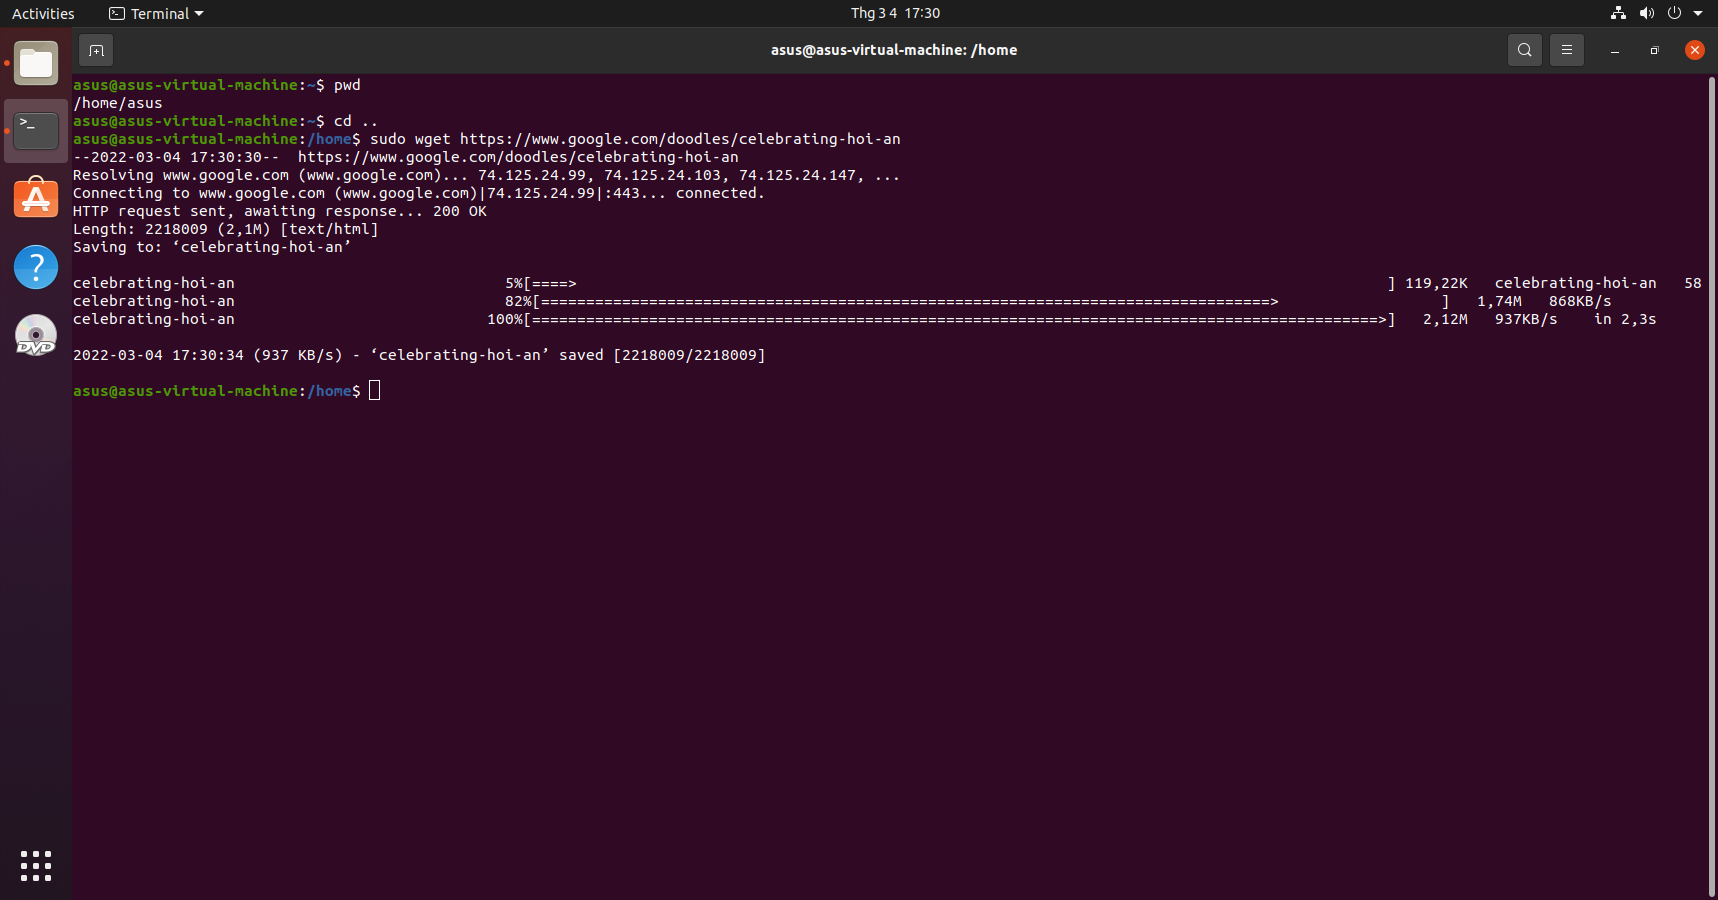 Activities Terminal Thg 3 4 17:30
asus@asus-virtual-machine: /home
asus@asus-virtual-machine:~$ pwd
/home/asus
asus@asus-virtual-machine:~$ cd ..
asus@asus-virtual-machine:/home$ sudo wget https://www.google.com/doodles/celebrating-hoi-an
--2022-03-04 17:30:30--  https://www.google.com/doodles/celebrating-hoi-an
Resolving www.google.com (www.google.com)... 74.125.24.99, 74.125.24.103, 74.125.24.147, ...
Connecting to www.google.com (www.google.com)|74.125.24.99|:443... connected.
HTTP request sent, awaiting response... 200 OK
Length: 2218009 (2,1M) [text/html]
Saving to: ‘celebrating-hoi-an’
celebrating-hoi-an 5%[====> ] 119,22K celebrating-hoi-an 58
celebrating-hoi-an 82%[=================================================================================> ] 1,74M 868KB/s
celebrating-hoi-an 100%[==============================================================================================>] 2,12M 937KB/s in 2,3s
2022-03-04 17:30:34 (937 KB/s) - ‘celebrating-hoi-an’ saved [2218009/2218009]
asus@asus-virtual-machine:/home$
DVD